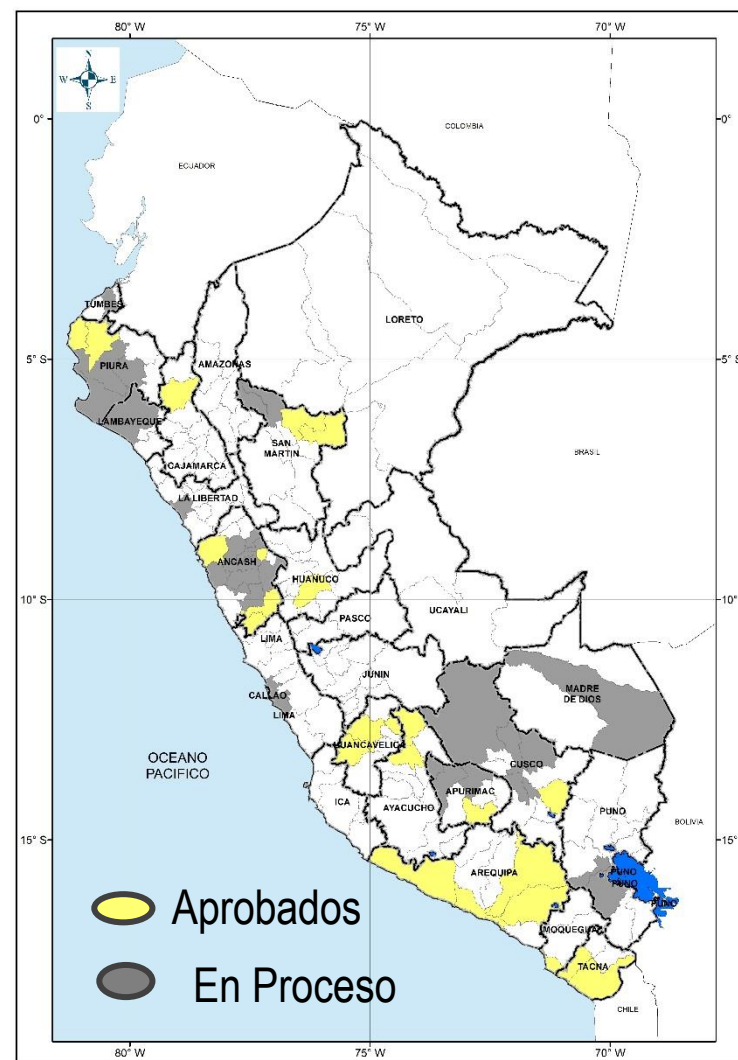 80° W 75° W 70° W
N
W E
S
0° 0°
COLOMBIA
ECUADOR
TUMBES
LORETO
5° S 5° S
PIURA
AMAZONAS
LAMBAYEQUE
SAN
MARTIN
BRASIL
CAJAMARCA
LA LIBERTAD
ANCASH
HUANUCO
10° S 10° S
PASCO
UCAYALI
LIMA
JUNIN
CALLAO
LIMA
MADRE
DE DIOS
HUANCAVELICA
CUSCO
OCEANO
PACIFICO
ICA
AYACUCHO
APURIMAC
PUNO
BOLIVIA
15° S 15° S
AREQUIPA
PUNO
PUNO
PUNO
Aprobados
MOQUEGUA
En Proceso
TACNA
CHILE
80° W 75° W 70° W